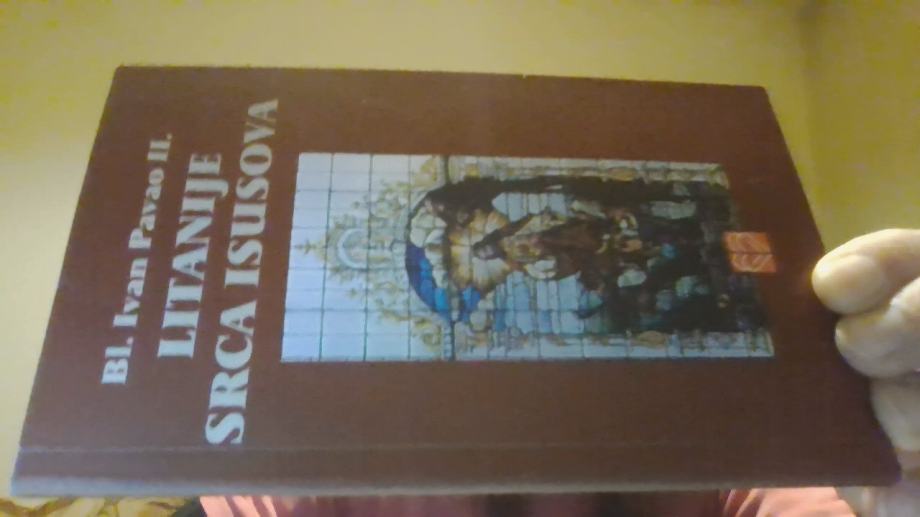 Bl. Ivan Pavao II.
LITANIJE
SRCA ISUSOVA